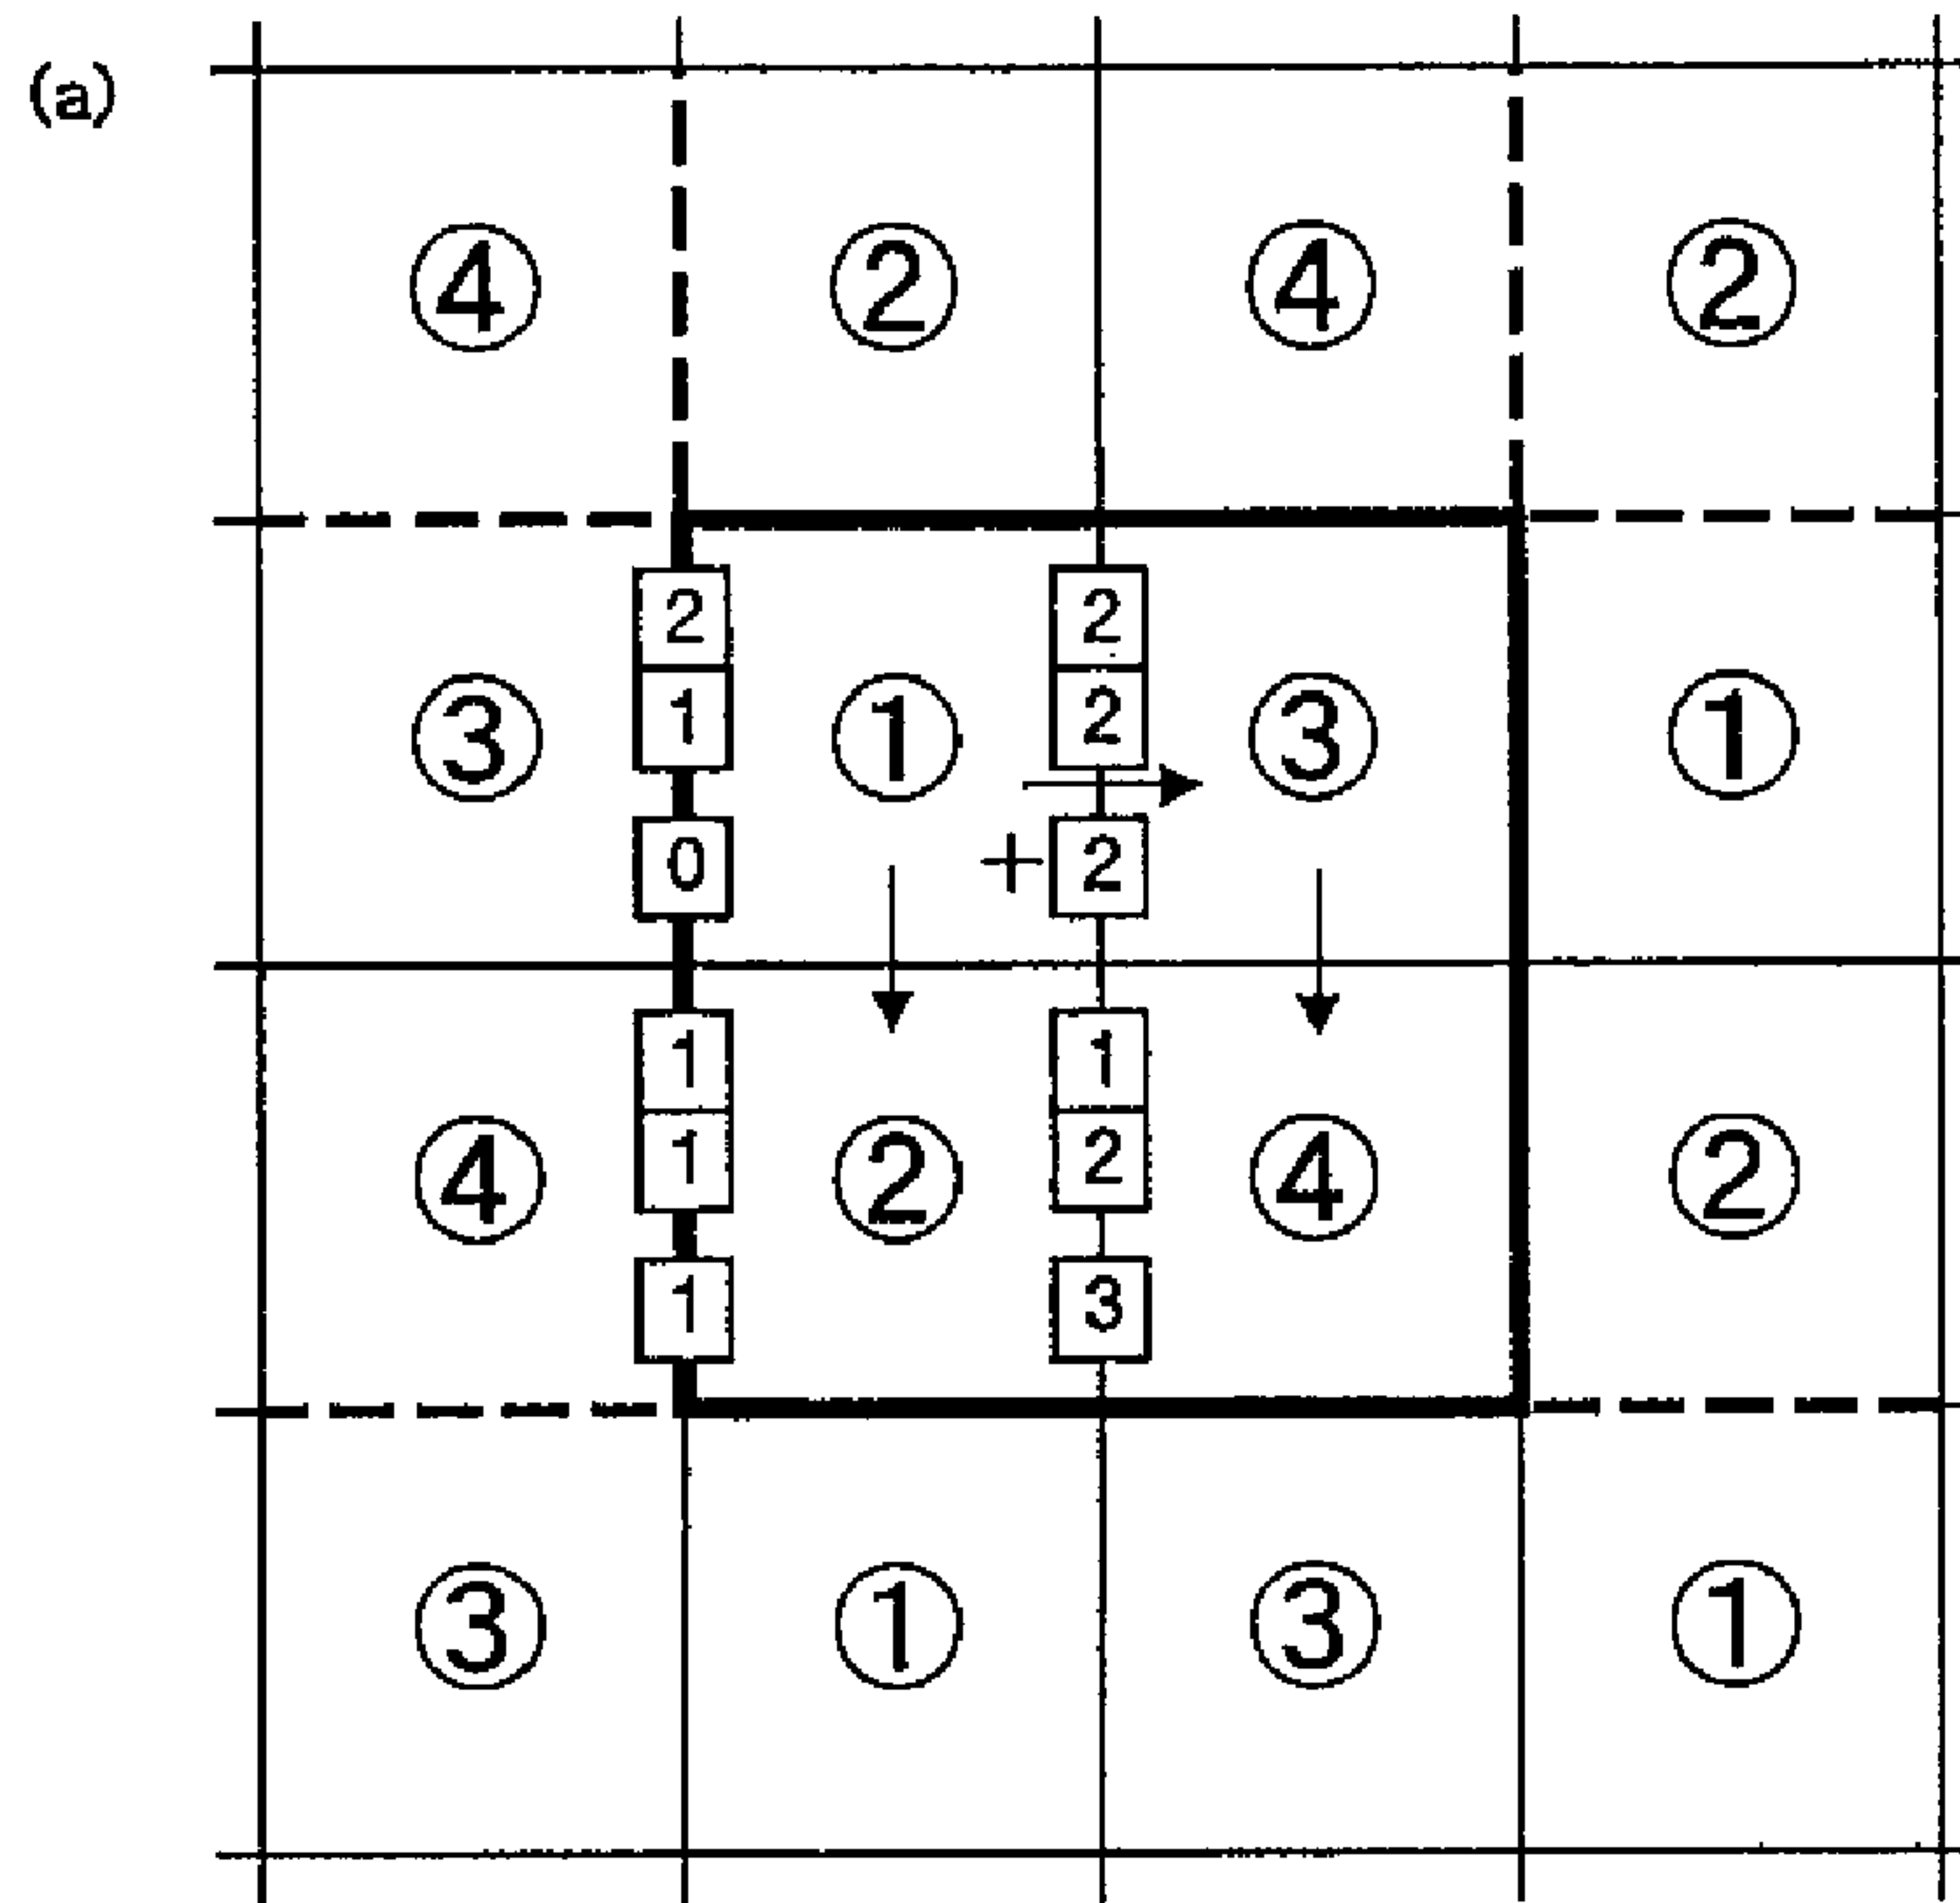 (a)
④ ② ④ ②
2 2
③ 1 ① 2 ③ ①
0 + 2
1 1
④ 1 ② 2 ④ ②
1 3
③ ① ③ ①